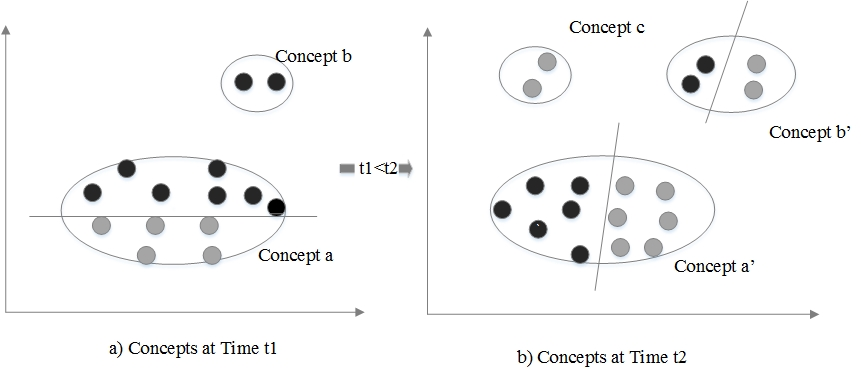 Concept b
Concept a
a) Concepts at Time t1
t1<t2
Concept c
Concept b’
Concept a’
b) Concepts at Time t2